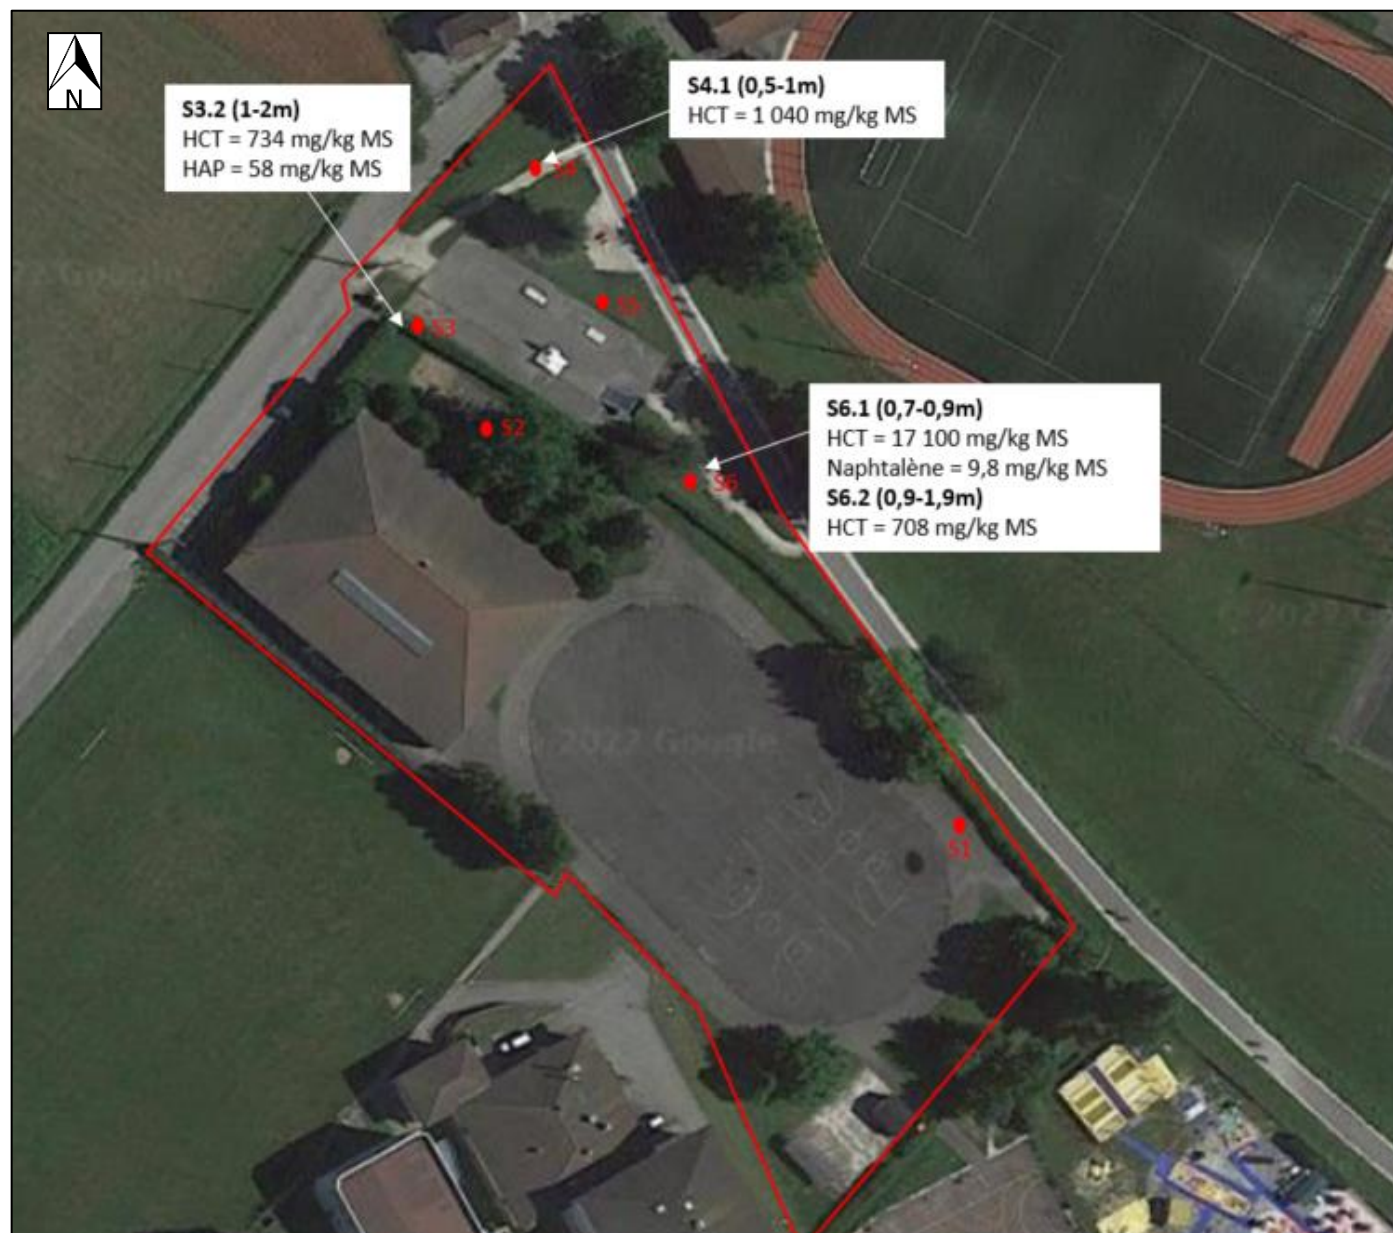 N
S3.2 (1-2m)
HCT = 734 mg/kg MS
HAP = 58 mg/kg MS
S4.1 (0,5-1m)
HCT = 1 040 mg/kg MS
S4
S5
S3
S2
S6.1 (0,7-0,9m)
HCT = 17 100 mg/kg MS
Naphtalène = 9,8 mg/kg MS
S6.2 (0,9-1,9m)
HCT = 708 mg/kg MS
S6
2022 Google
S1